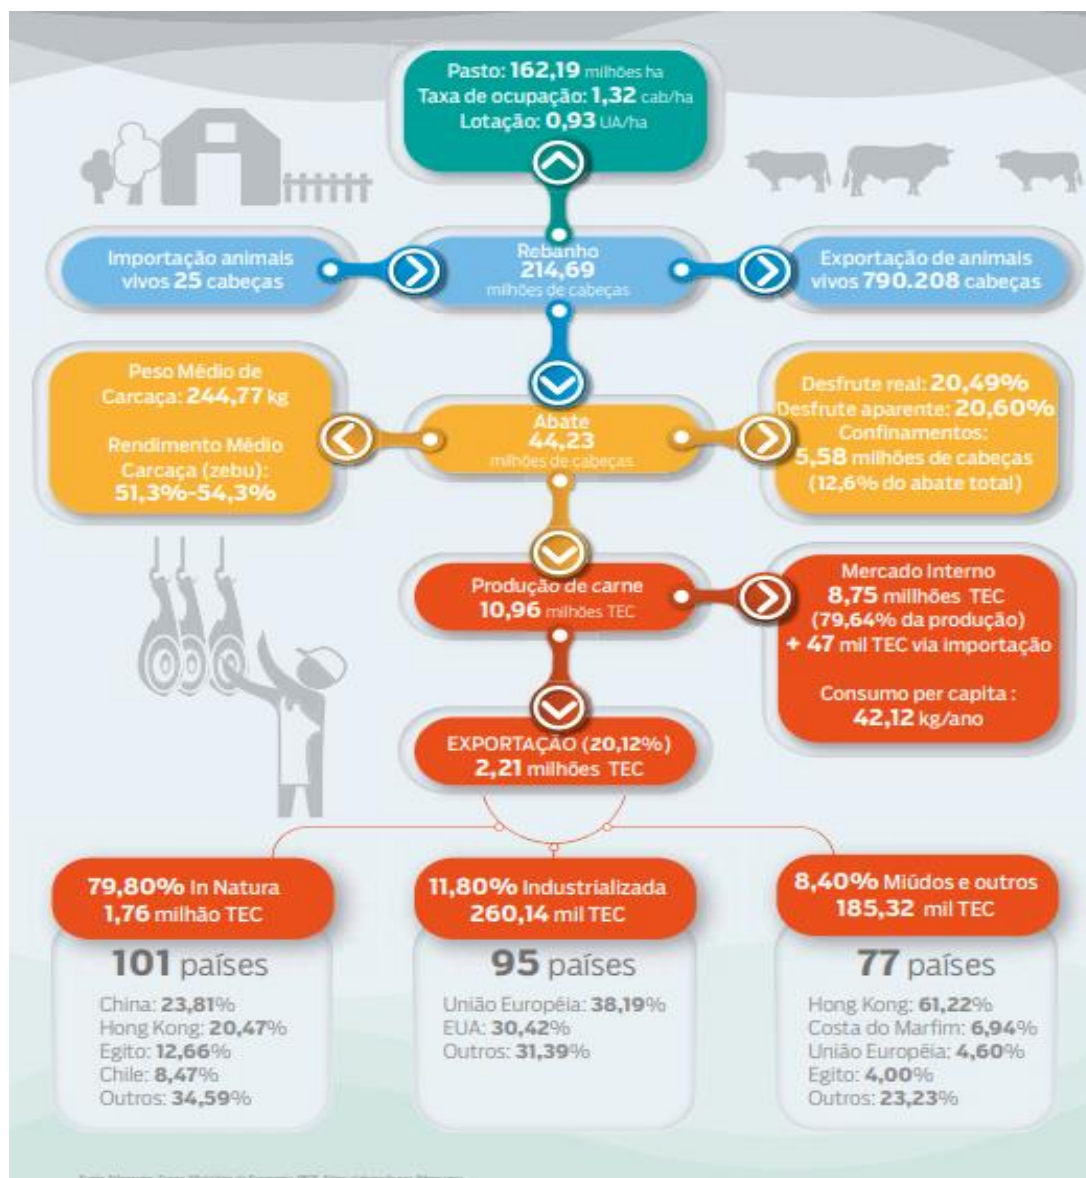 Pasto: 162,19 milhões ha
Taxa de ocupação: 1,32 cab/ha
Lotação: 0,93 UA/ha
Importação animais
vivos 25 cabeças
Rebanho
214,69
milhões de cabeças
Exportação de animais
vivos 790.208 cabeças
Peso Médio de
Carcaça: 244,77 kg
Rendimento Médio
Carcaça (zebu):
51,3%-54,3%
Abate
44,23
milhões de cabeças
Desfrute real: 20,49%
Desfrute aparente: 20,60%
Confinamentos:
5,58 milhões de cabeças
(12,6% do abate total)
Produção de carne
10,96 milhões TEC
Mercado Interno
8,75 millhões TEC
(79,64% da produção)
+ 47 mil TEC via importação
Consumo per capita :
42,12 kg/ano
EXPORTAÇÃO (20,12%)
2,21 milhões TEC
79,80% In Natura
1,76 milhão TEC
101 países
China: 23,81%
Hong Kong: 20,47%
Egito: 12,66%
Chile: 8,47%
Outros: 34,59%
11,80% Industrializada
260,14 mil TEC
95 países
União Européia: 38,19%
EUA: 30,42%
Outros: 31,39%
8,40% Miúdos e outros
185,32 mil TEC
77 países
Hong Kong: 61,22%
Costa do Marfim: 6,94%
União Européia: 4,60%
Egito: 4,00%
Outros: 23,23%